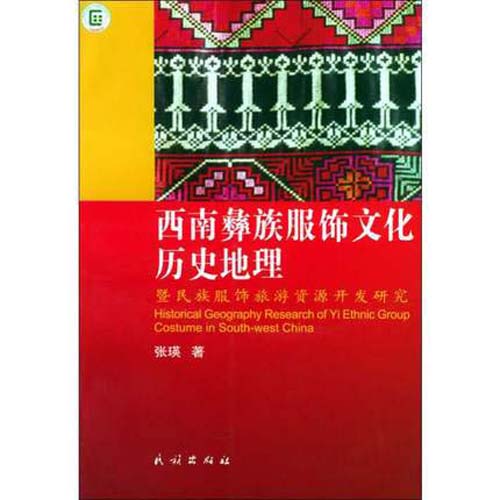 西南彝族服饰文化
历史地理
暨民族服饰旅游资源开发研究
Historical Geography Research of Yi Ethnic Group
Costume in South-west China
张瑛 著
民族出版社